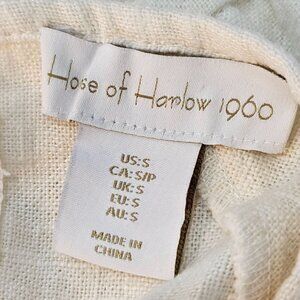 House of Harlow 1960
US:S
CA:S/P
UK:S
EU:S
AU:S
MADE IN
CHINA